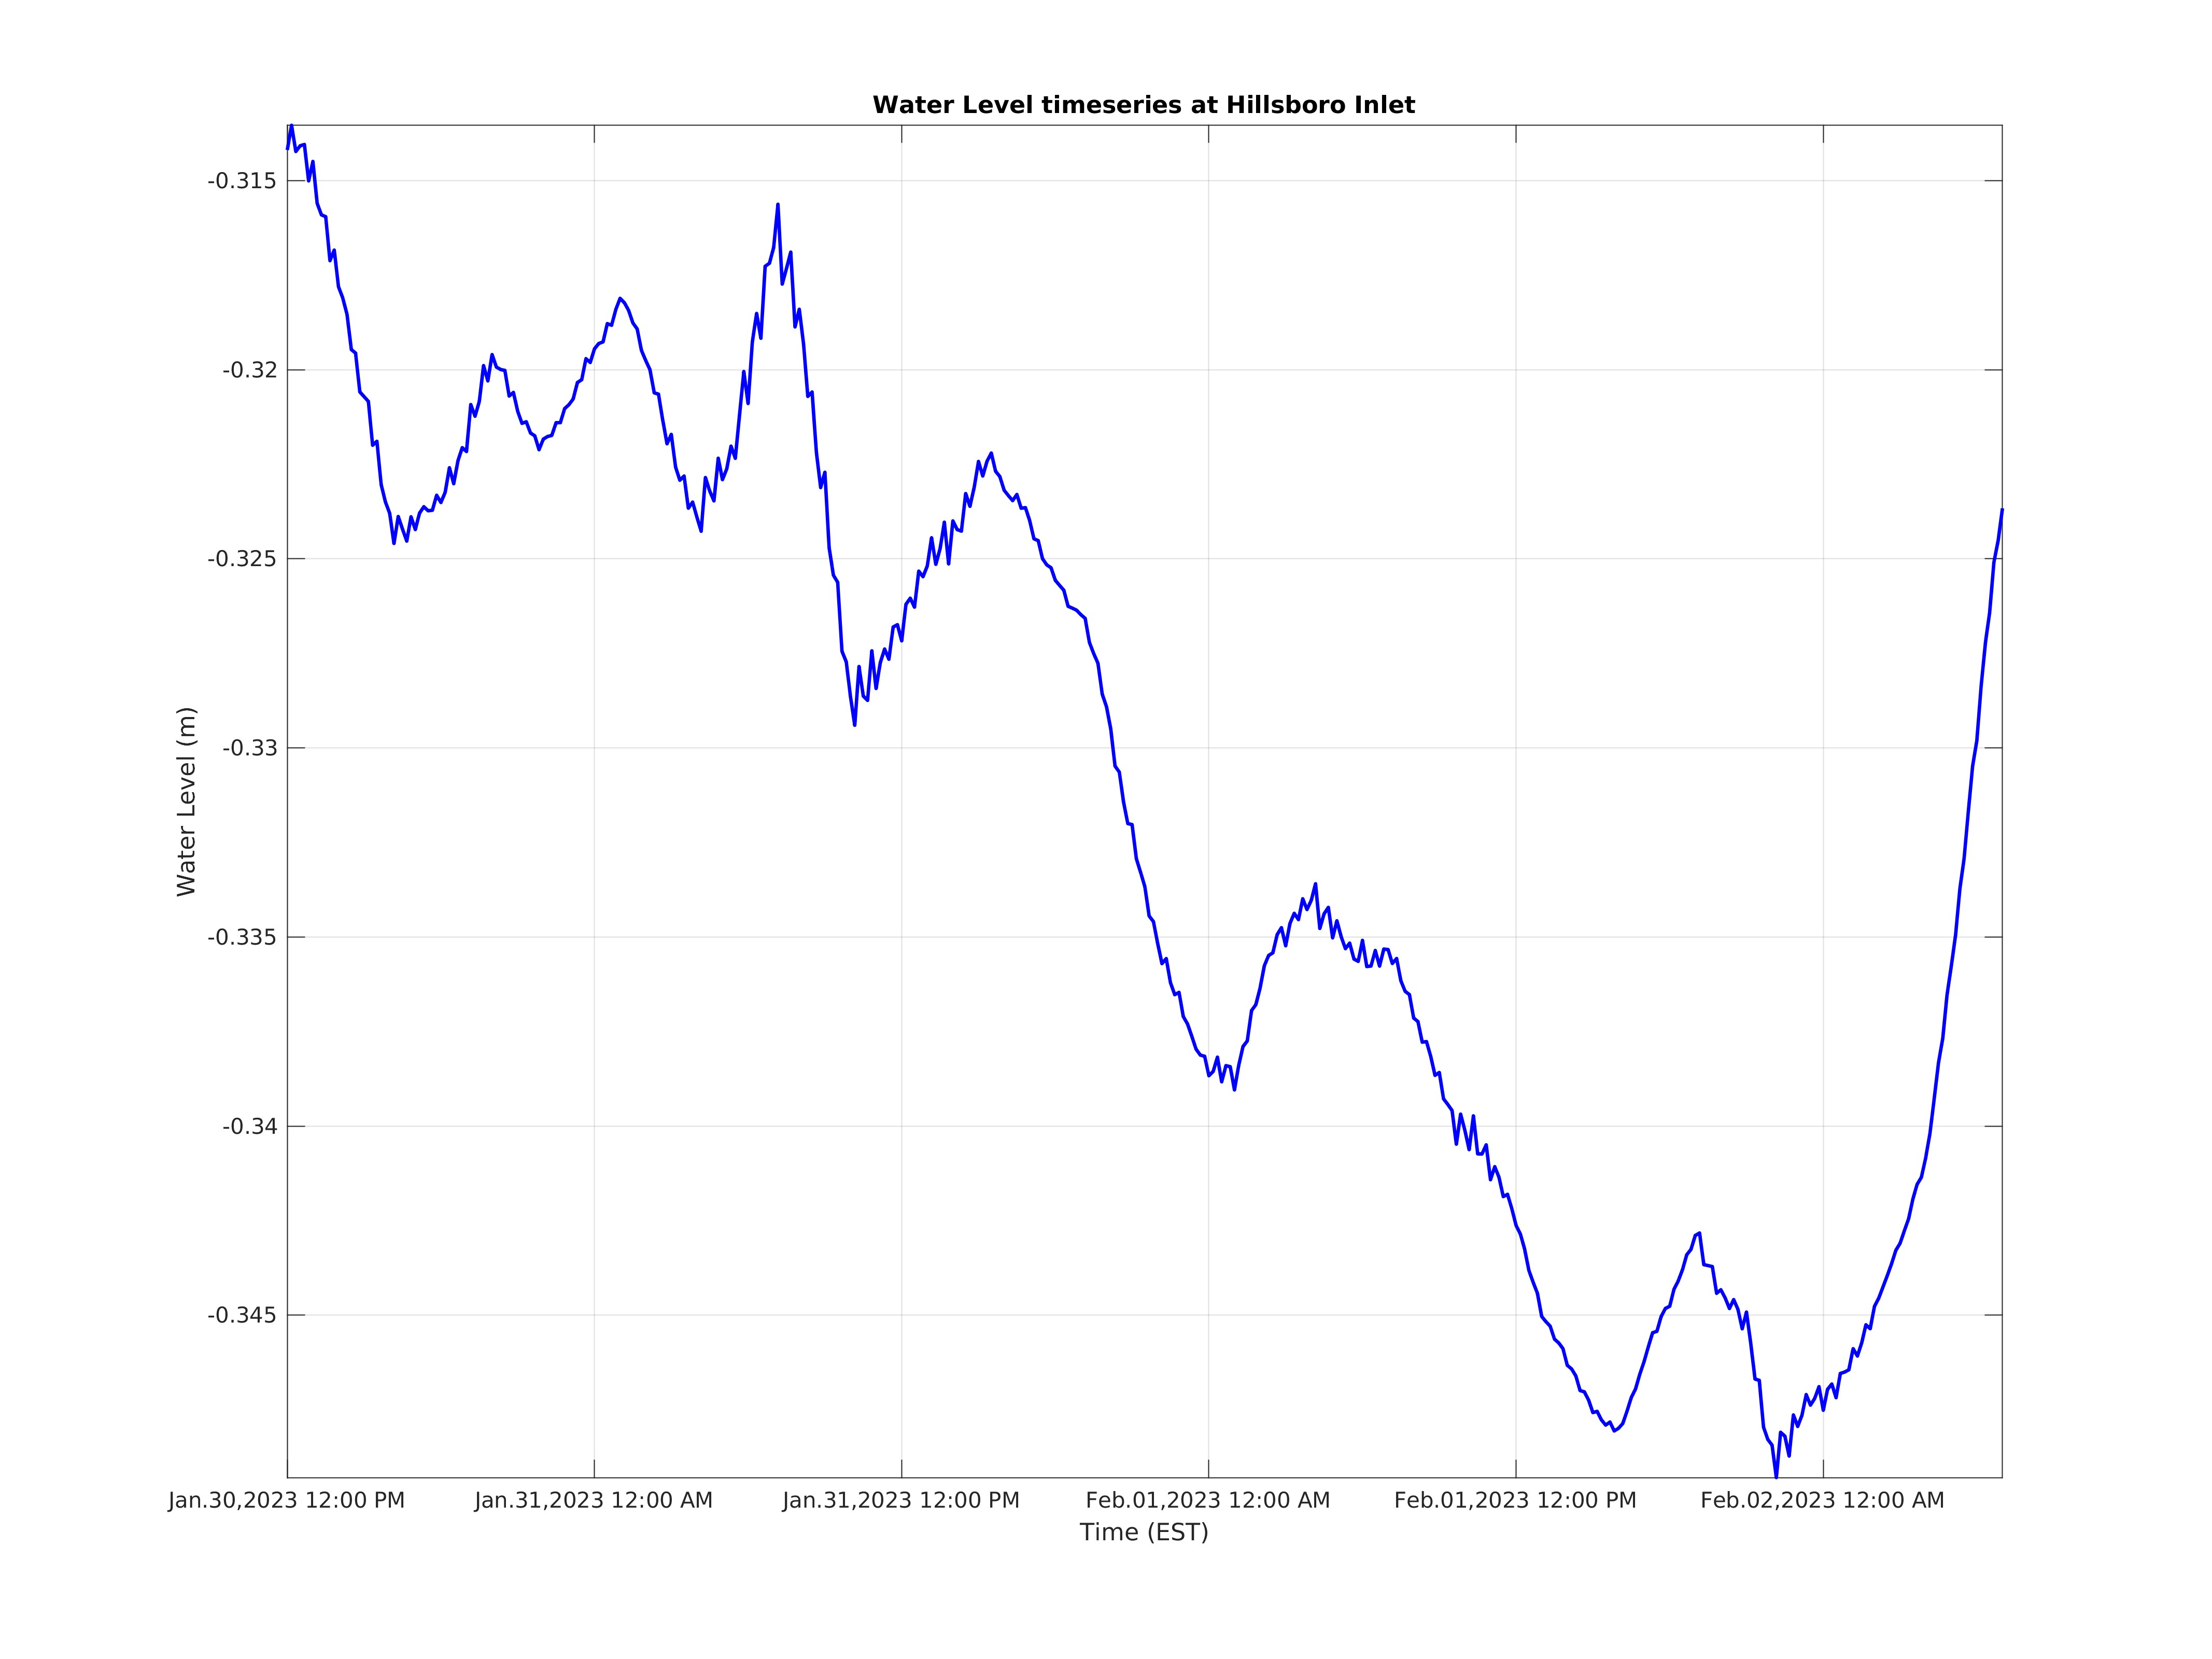 Water Level timeseries at Hillsboro Inlet
-0.315
-0.32
-0.325
-0.33
-0.335
-0.34
-0.345
Water Level (m)
Jan.30,2023 12:00 PM
Jan.31,2023 12:00 AM
Jan.31,2023 12:00 PM
Feb.01,2023 12:00 AM
Feb.01,2023 12:00 PM
Feb.02,2023 12:00 AM
Time (EST)